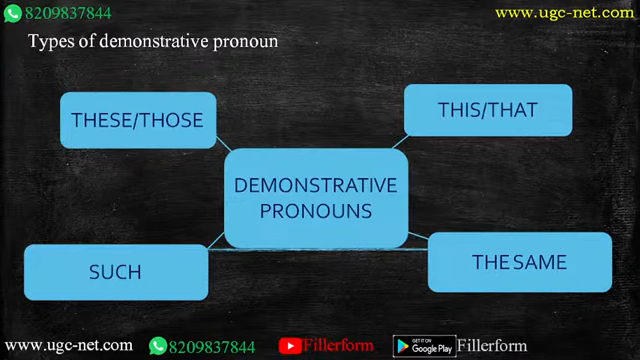 8209837844
www.ugc-net.com
Types of demonstrative pronoun
THESE/THOSE
THIS/THAT
DEMONSTRATIVE
PRONOUNS
SUCH
THE SAME
www.ugc-net.com
8209837844
Fillerform
GET IT ON
Google Play
Fillerform